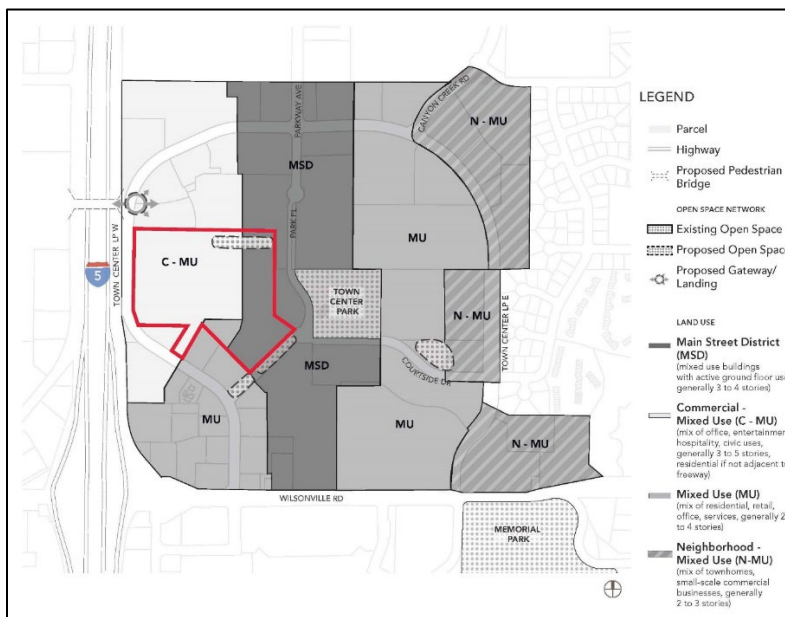 CANYON CREEK RD
PARKWAY AVE
N - MU
MSD
LEGEND
Parcel
Highway
Proposed Pedestrian
Bridge
OPEN SPACE NETWORK
Existing Open Space
Proposed Open Spac
Proposed Gateway/
Landing
LAND USE
Main Street District
(MSD)
(mixed use buildings
with active ground floor use
generally 3 to 4 stories)
Commercial -
Mixed Use (C - MU)
(mix of office, entertainmen
hospitality, civic uses,
generally 3 to 5 stories,
residential if not adjacent to
freeway)
Mixed Use (MU)
(mix of residential, retail,
office, services, generally 2
to 4 stories)
Neighborhood -
Mixed Use (N-MU)
(mix of townhomes,
small-scale commercial
businesses, generally
2 to 3 stories)
TOWN CENTER LP W
PARK PL
MU
C - MU
5
TOWN
CENTER
PARK
N - MU
TOWN CENTER LP E
MSD
COURTSIDE DR
MU
MU
N - MU
WILSONVILLE RD
MEMORIAL
PARK